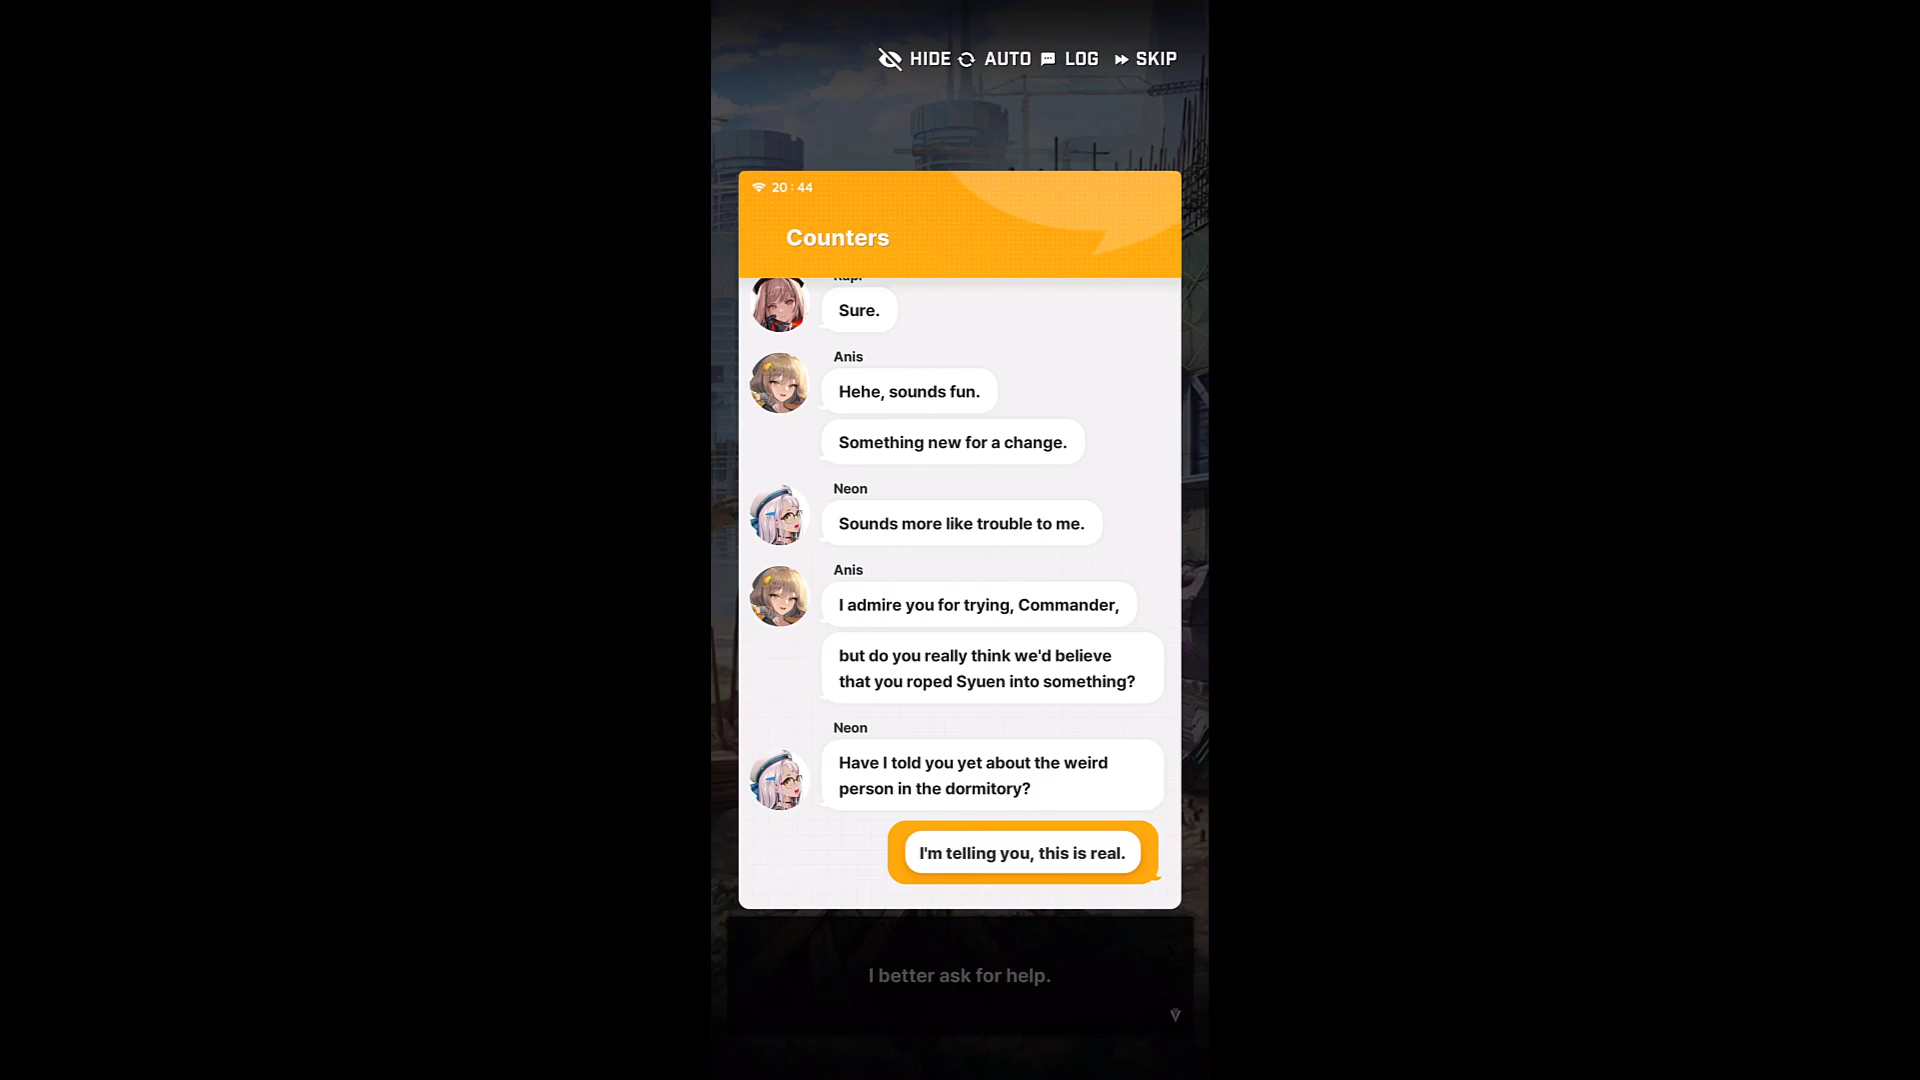 HIDE AUTO LOG SKIP
20 : 44
Counters
Rapi
Sure.
Anis
Hehe, sounds fun.
Something new for a change.
Neon
Sounds more like trouble to me.
Anis
I admire you for trying, Commander,
but do you really think we'd believe
that you roped Syuen into something?
Neon
Have I told you yet about the weird
person in the dormitory?
I'm telling you, this is real.
I better ask for help.